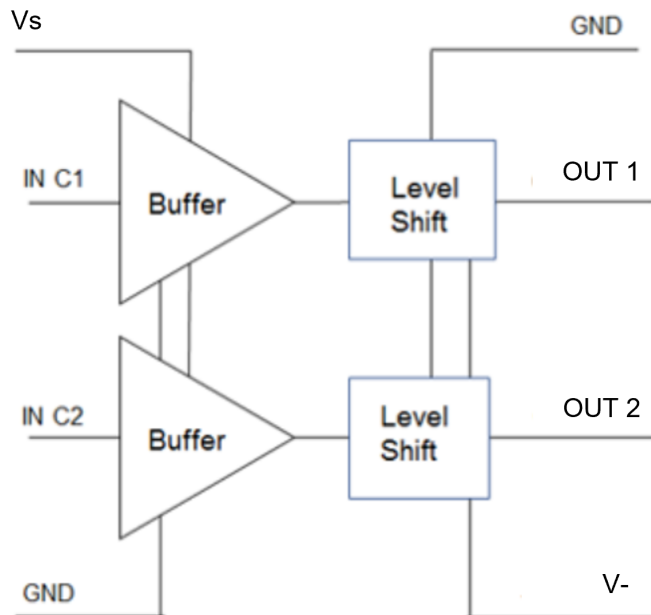 Vs
GND
IN C1
Buffer
Level
Shift
OUT 1
IN C2
Buffer
Level
Shift
OUT 2
GND
V-